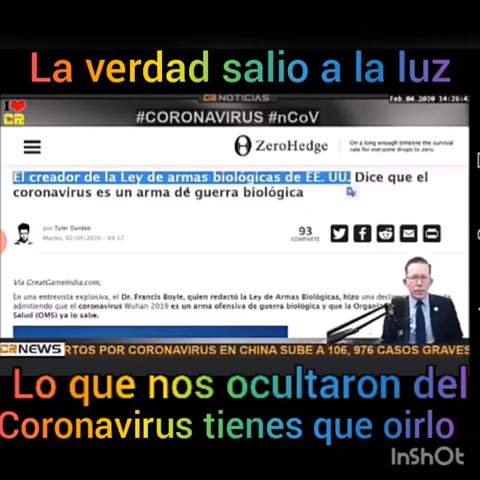 La verdad salio a la luz
CR NOTICIAS
Feb 04.2020 14:26:4
I ❤ CR
#CORONAVIRUS #nCoV
ZeroHedge
On a long enough timeline the survival
rate for everyone drops to zero.
El creador de la Ley de armas biológicas de EE. UU. Dice que el
coronavirus es un arma de guerra biológica
por Tyler Durden
Martes, 02/04/2020 - 04:17
93
COMPARTE
Vía GreatGameIndia.com,
En una entrevista explosiva, el Dr. Francis Boyle, quien redactó la Ley de Armas Biológicas, hizo una
admitiendo que el coronavirus Wuhan 2019 es un arma ofensiva de guerra biológica y que la
Salud (OMS) ya lo sabe.
CR NEWS
RTOS POR CORONAVIRUS EN CHINA SUBE A 106, 976 CASOS GRAVES
Lo que nos ocultaron del
Coronavirus tienes que oirlo
InShOt